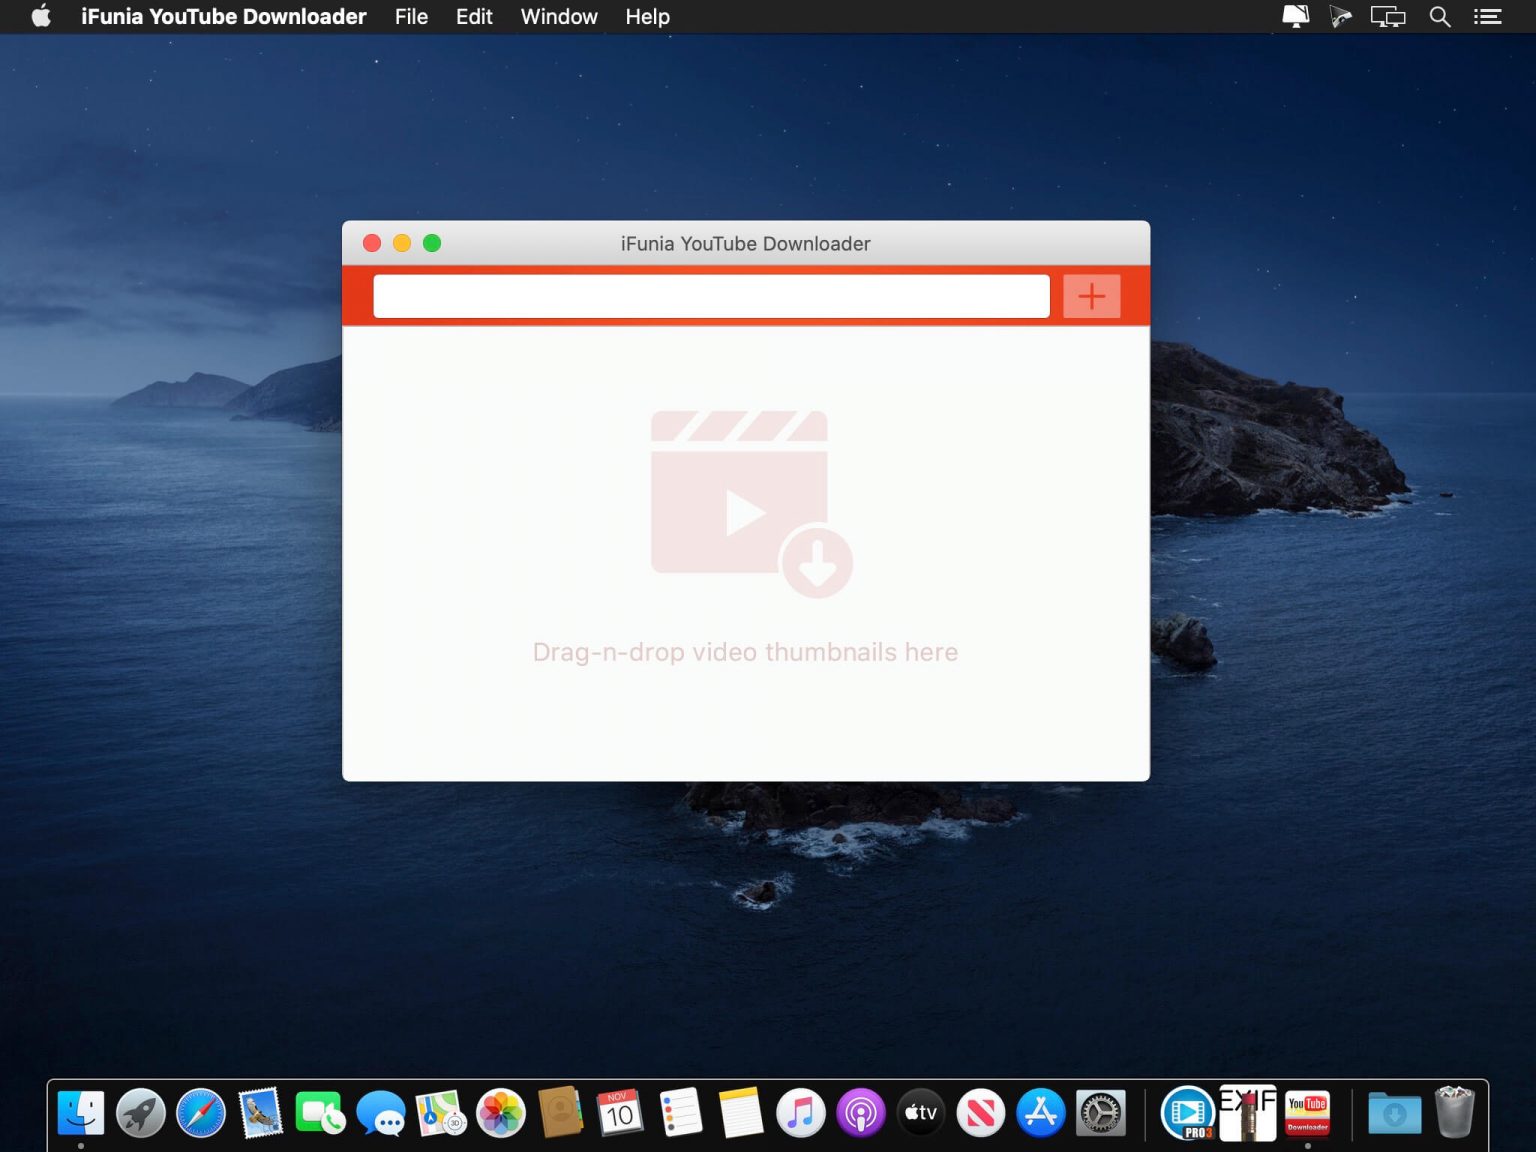 iFunia YouTube Downloader File Edit Window Help
iFunia YouTube Downloader
Drag-n-drop video thumbnails here
NOV
10
3D
tv
PRO3
EXIF
YouTube
Downloader